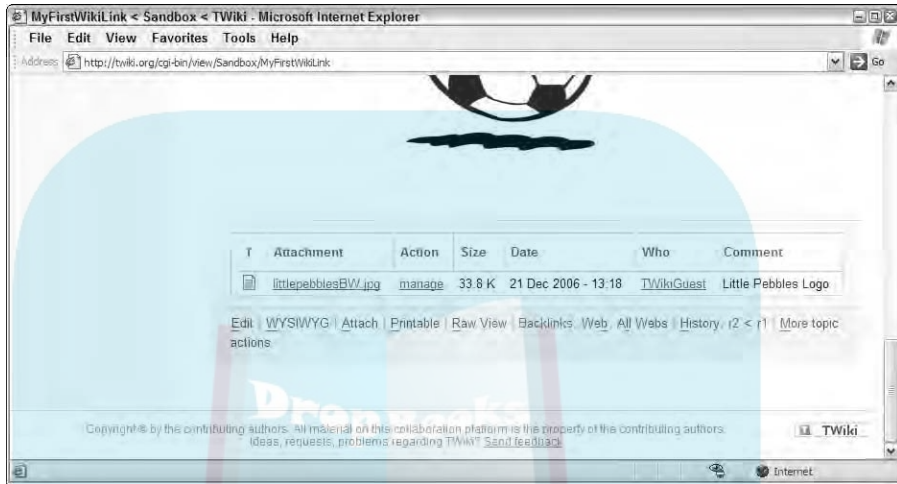 MyFirstWikiLink < Sandbox < TWiki - Microsoft Internet Explorer
File Edit View Favorites Tools Help
Address http://twiki.org/cgi-bin/view/Sandbox/MyFirstWikiLink Go
T Attachment Action Size Date Who Comment
littlepebblesBW.jpg manage 33.8 K 21 Dec 2006 - 13:18 TWikiGuest Little Pebbles Logo
Edit | WYSIWYG | Attach | Printable | Raw View | Backlinks: Web, All Webs | History: r2 < r1 | More topic
actions
DropBooks
Copyright © by the contributing authors. All material on this collaboration platform is the property of the contributing authors.
Ideas, requests, problems regarding TWiki? Send feedback
TWiki
Internet